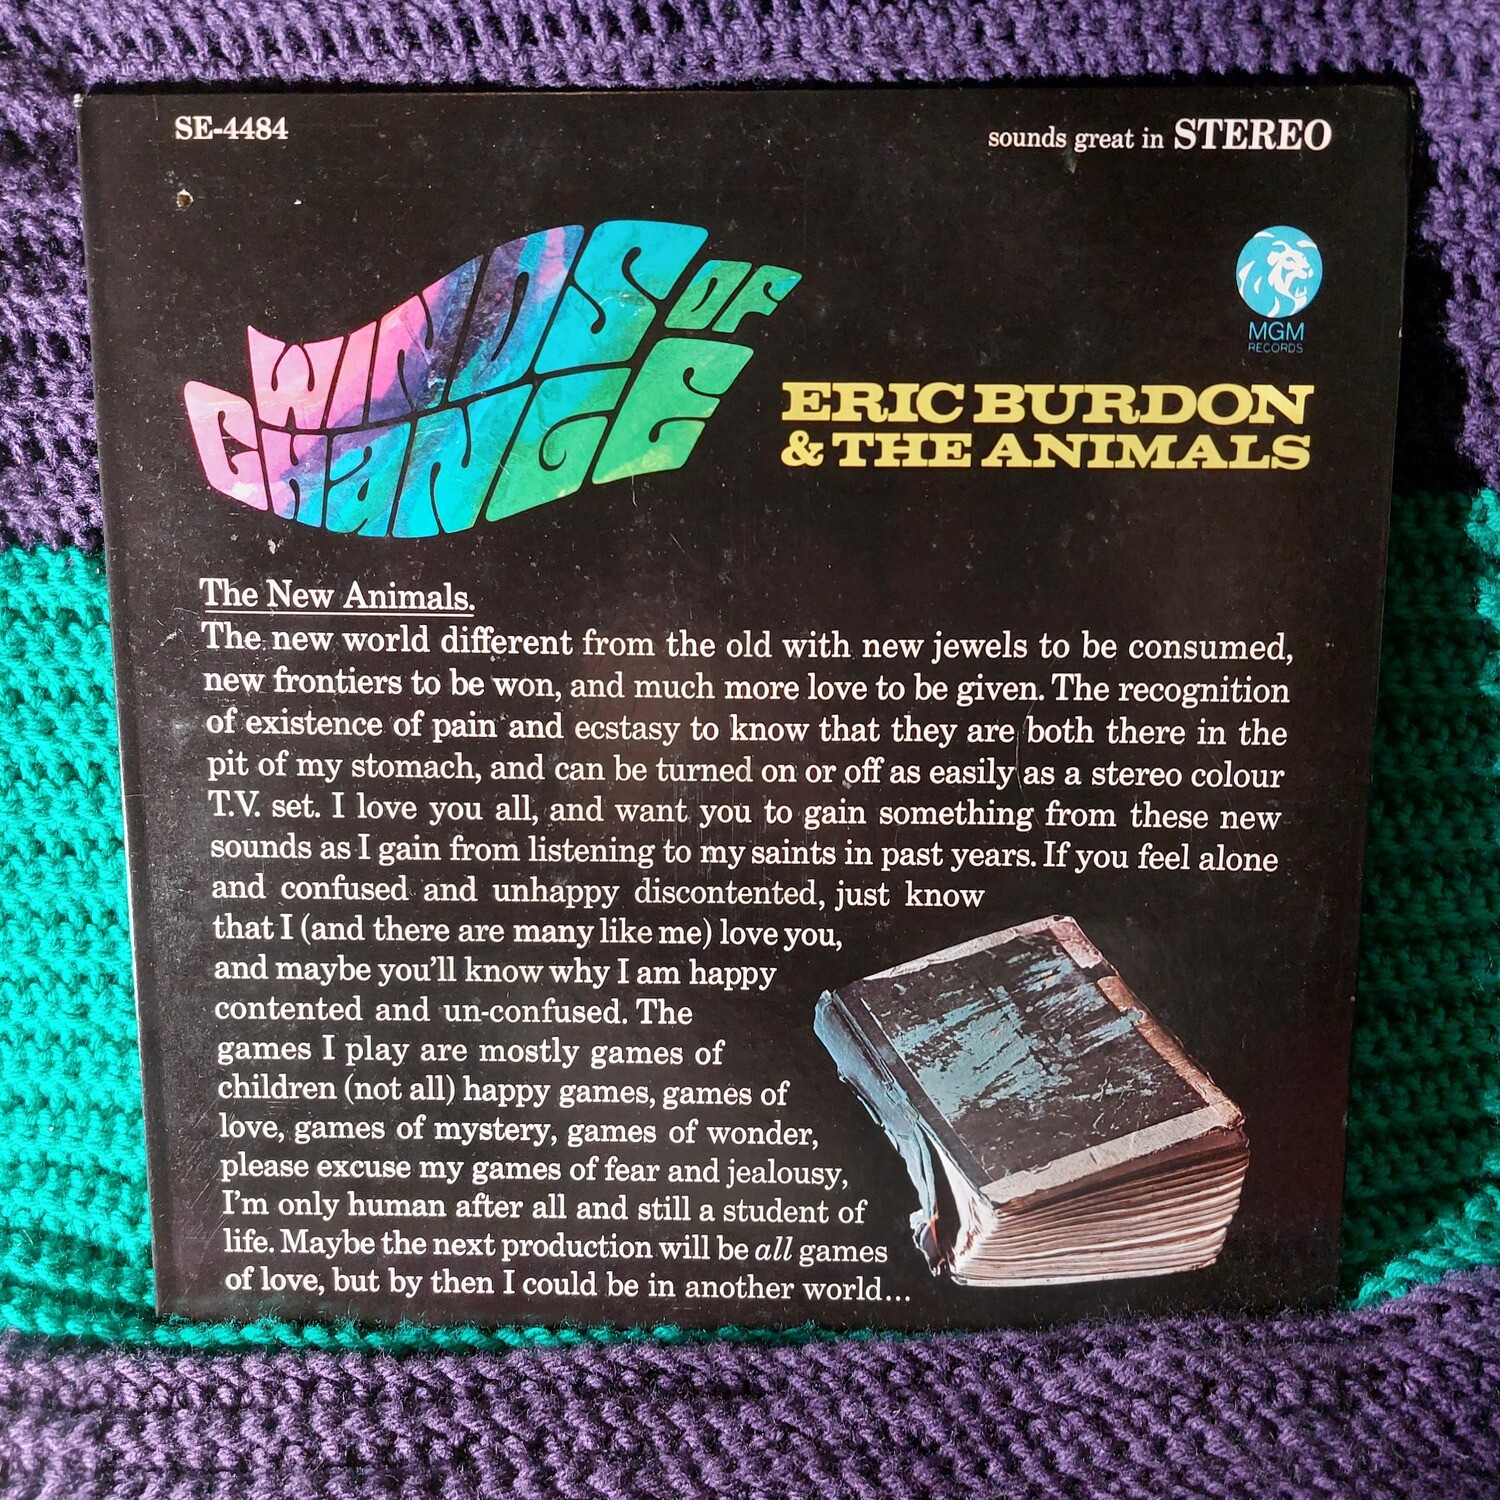 SE-4484
sounds great in STEREO
WINDS OF
CHaNGE
MGM
RECORDS
ERIC BURDON
& THE ANIMALS
The New Animals.
The new world different from the old with new jewels to be consumed,
new frontiers to be won, and much more love to be given. The recognition
of existence of pain and ecstasy to know that they are both there in the
pit of my stomach, and can be turned on or off as easily as a stereo colour
T.V. set. I love you all, and want you to gain something from these new
sounds as I gain from listening to my saints in past years. If you feel alone
and confused and unhappy discontented, just know
that I (and there are many like me) love you,
and maybe you'll know why I am happy
contented and un-confused. The
games I play are mostly games of
children (not all) happy games, games of
love, games of mystery, games of wonder,
please excuse my games of fear and jealousy,
I'm only human after all and still a student of
life. Maybe the next production will be all games
of love, but by then I could be in another world...